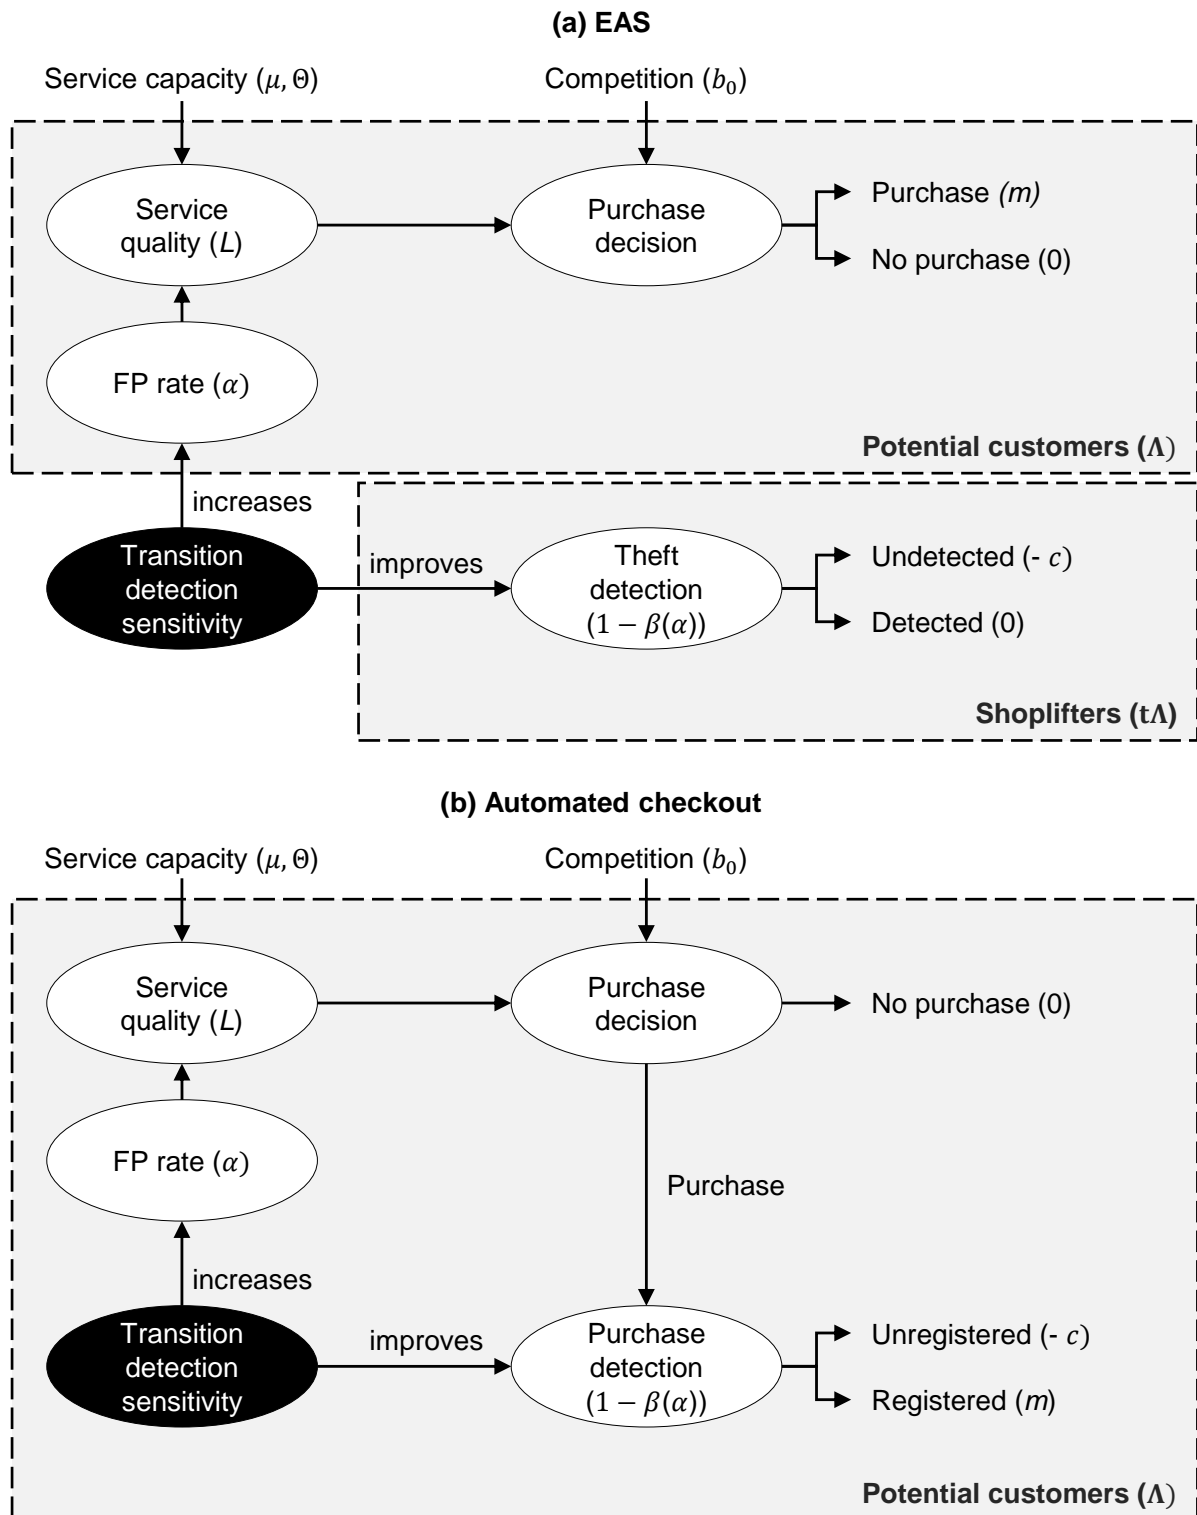 (a) EAS
Service capacity (μ, Θ)
Competition (b₀)
Service
quality (L)
Purchase
decision
Purchase (m)
No purchase (0)
FP rate (α)
Potential customers (Λ)
increases
Transition
detection
sensitivity
improves
Theft
detection
(1 − β(α))
Undetected (- c)
Detected (0)
Shoplifters (tΛ)
(b) Automated checkout
Service capacity (μ, Θ)
Competition (b₀)
Service
quality (L)
Purchase
decision
No purchase (0)
FP rate (α)
Purchase
increases
Transition
detection
sensitivity
improves
Purchase
detection
(1 − β(α))
Unregistered (- c)
Registered (m)
Potential customers (Λ)